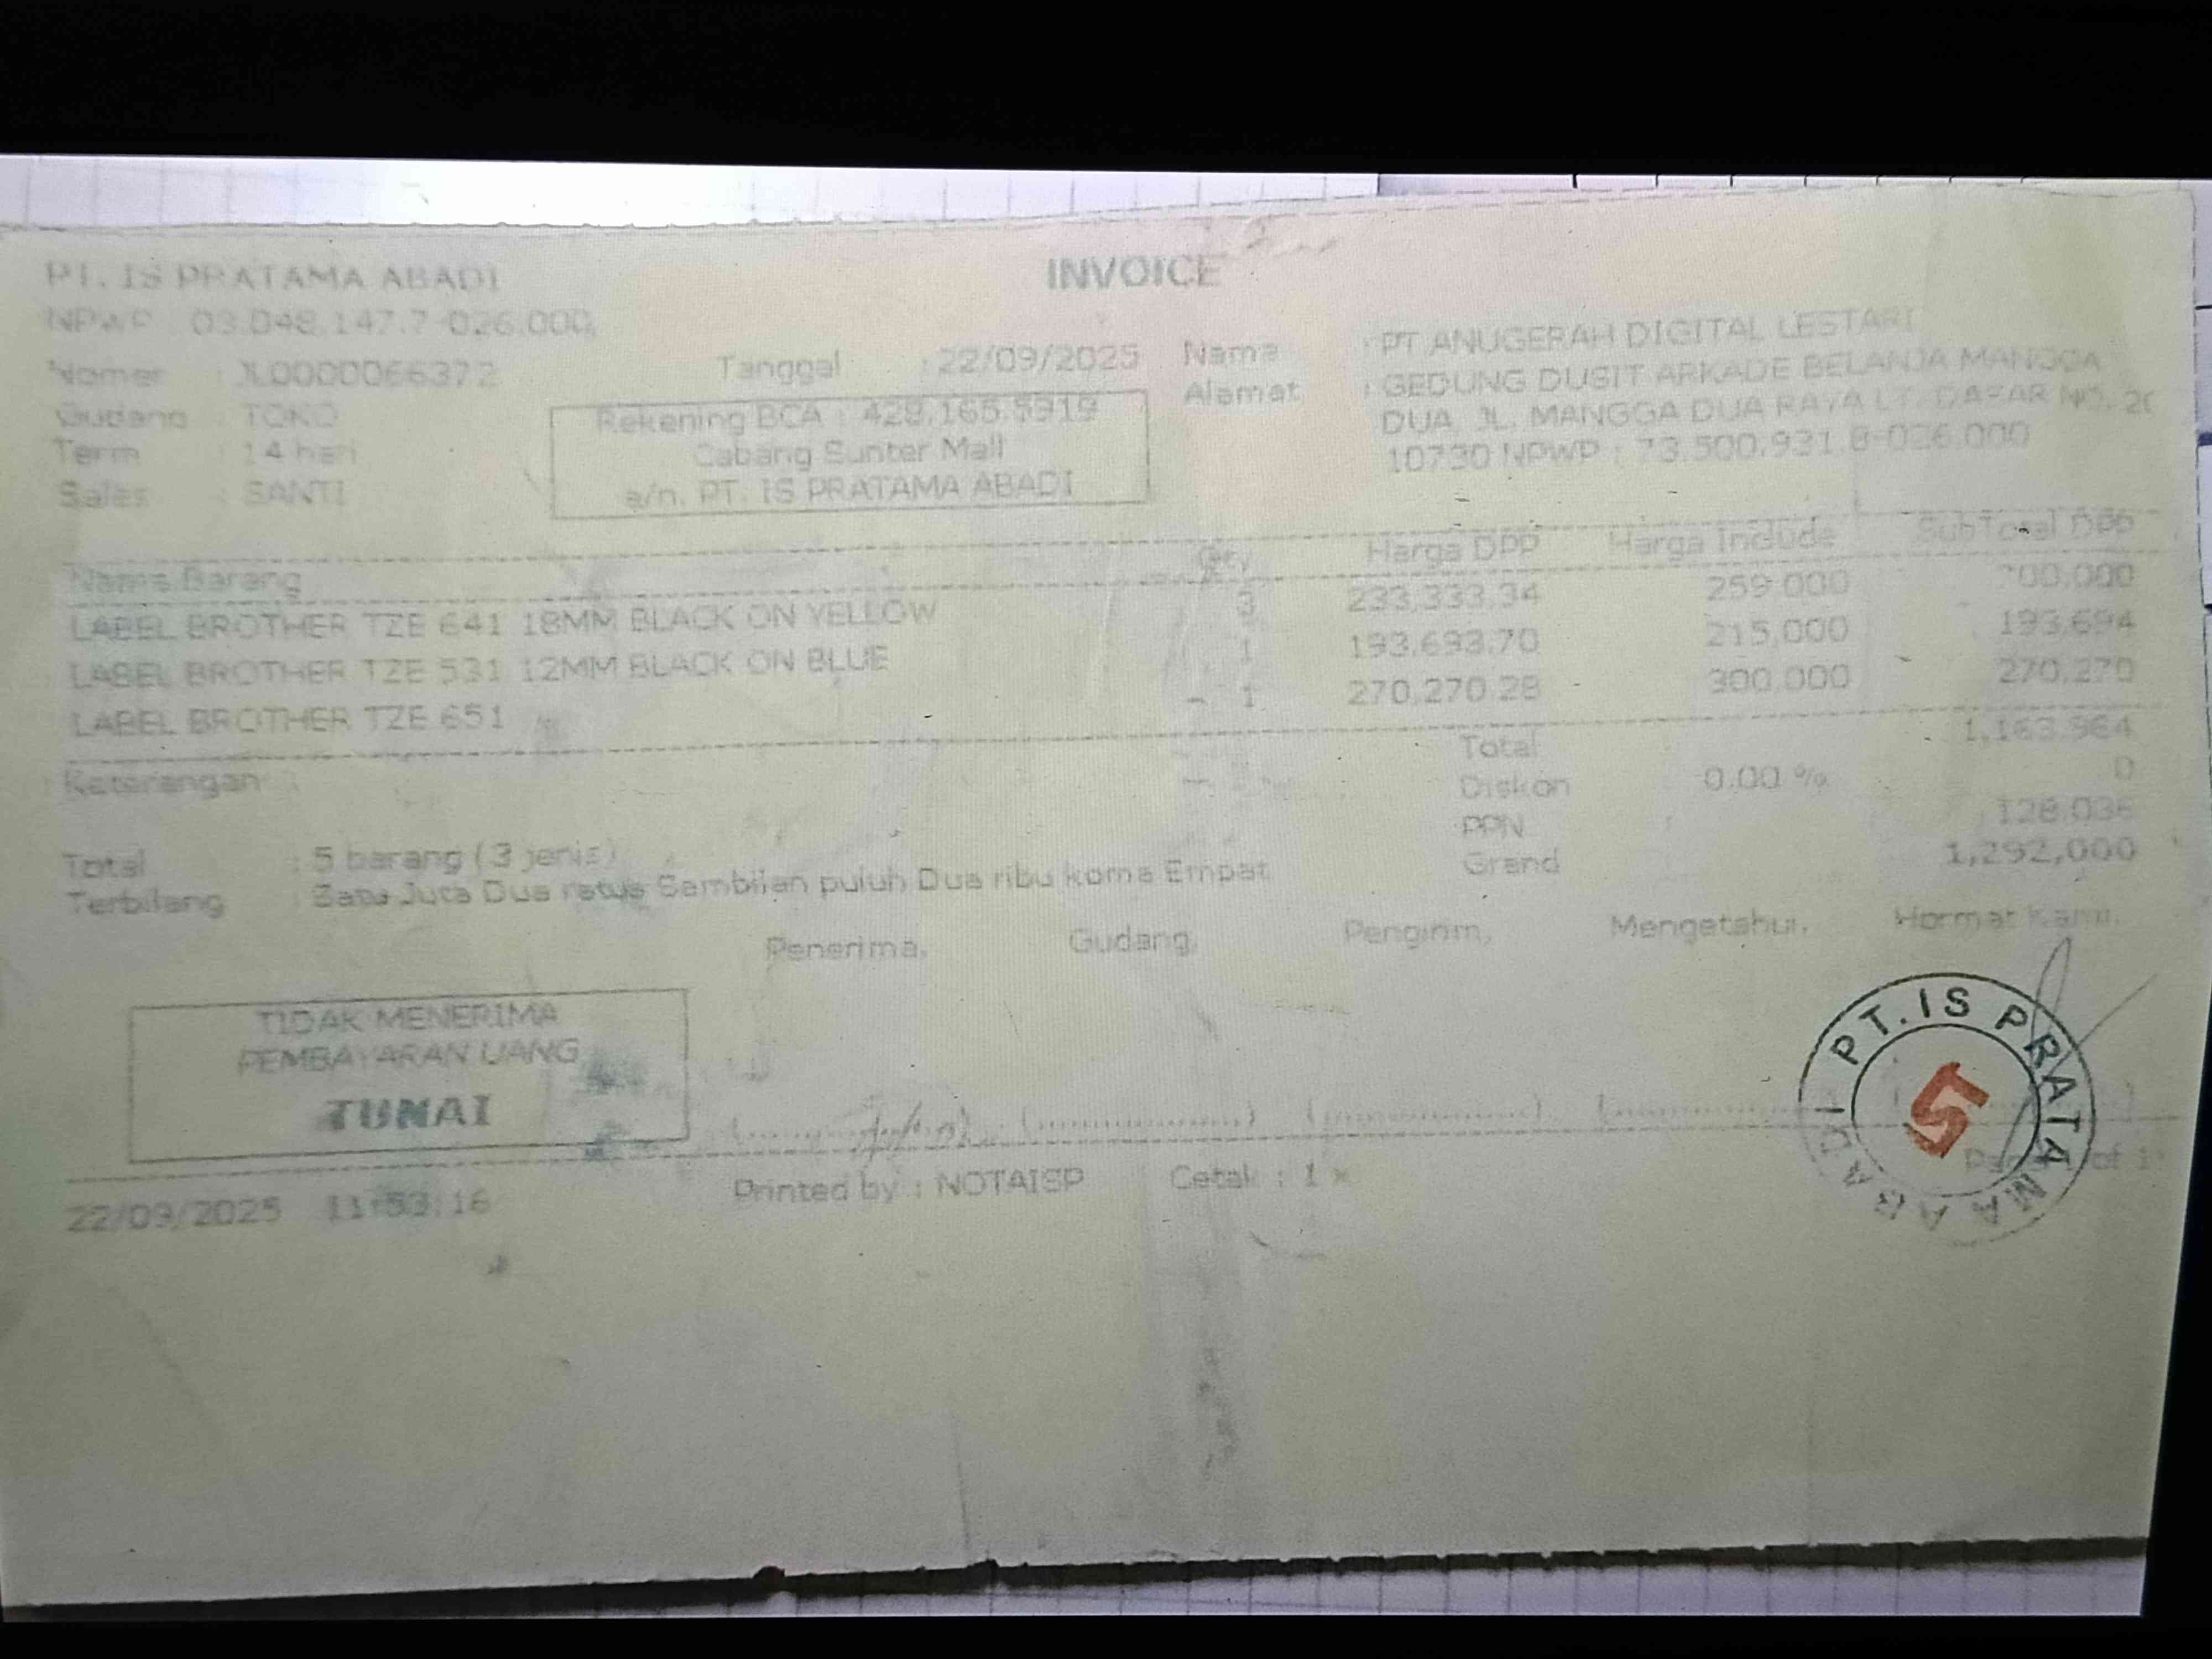 PT. IS PRATAMA ABADI
INVOICE
NPWP : 03.048.147.7-026.000
Nomer : JL0000066372
Tanggal : 22/09/2025
Nama : PT ANUGERAH DIGITAL LESTARI
Gudang : TOKO
Alamat : GEDUNG DUSIT ARKADE BELANJA MANGGA
DUA, JL. MANGGA DUA RAYA LT. DASAR NO. 20
10730 NPWP : 73.500.931.8-026.000
Term : 14 hari
Sales : SANTI
Rekening BCA : 428.165.5919
Cabang Sunter Mall
a/n. PT. IS PRATAMA ABADI
Nama Barang Qty Harga DPP Harga Include SubTotal DPP
LABEL BROTHER TZE 641 18MM BLACK ON YELLOW 3 233,333.34 259,000 700,000
LABEL BROTHER TZE 531 12MM BLACK ON BLUE 1 193,693.70 215,000 193,694
LABEL BROTHER TZE 651 1 270,270.28 300,000 270,270
Keterangan :
Total 1,163,964
Diskon 0.00 % 0
PPN 128,036
Grand 1,292,000
Total : 5 barang ( 3 jenis )
Terbilang : Satu Juta Dua ratus Sembilan puluh Dua ribu koma Empat
Penerima, Gudang, Pengirim, Mengetahui, Hormat Kami,
TIDAK MENERIMA
PEMBAYARAN UANG
TUNAI
PT. IS PRATAMA ABADI
22/09/2025 11:53:16
Printed by : NOTAISP
Cetak : 1 x
Page 1 of 1